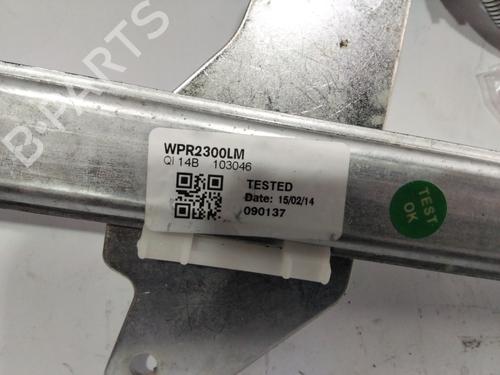 B-PARTS
WPR2300LM
QI 14B 103046
TESTED
Date: 15/02/14
090137
TEST
OK